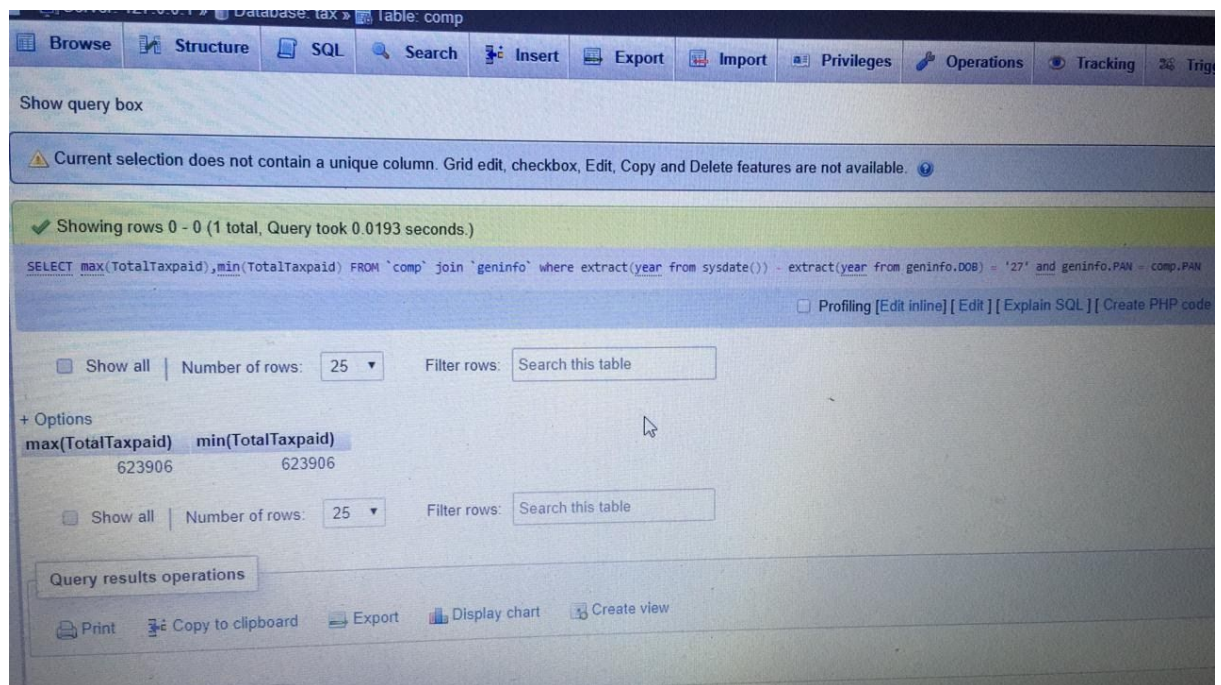 Server: 127.0.0.1 » Database: tax » Table: comp
Browse Structure SQL Search Insert Export Import Privileges Operations Tracking
Show query box
Current selection does not contain a unique column. Grid edit, checkbox, Edit, Copy and Delete features are not available.
Showing rows 0 - 0 (1 total, Query took 0.0193 seconds.)
SELECT max(TotalTaxpaid),min(TotalTaxpaid) FROM `comp` join `geninfo` where extract(year from sysdate()) - extract(year from geninfo.DOB) = '27' and geninfo.PAN = comp.PAN
Profiling [Edit inline] [ Edit ] [ Explain SQL ] [ Create PHP code
Show all | Number of rows: 25 Filter rows: Search this table
+ Options
max(TotalTaxpaid) min(TotalTaxpaid)
623906 623906
Show all | Number of rows: 25 Filter rows: Search this table
Query results operations
Print Copy to clipboard Export Display chart Create view